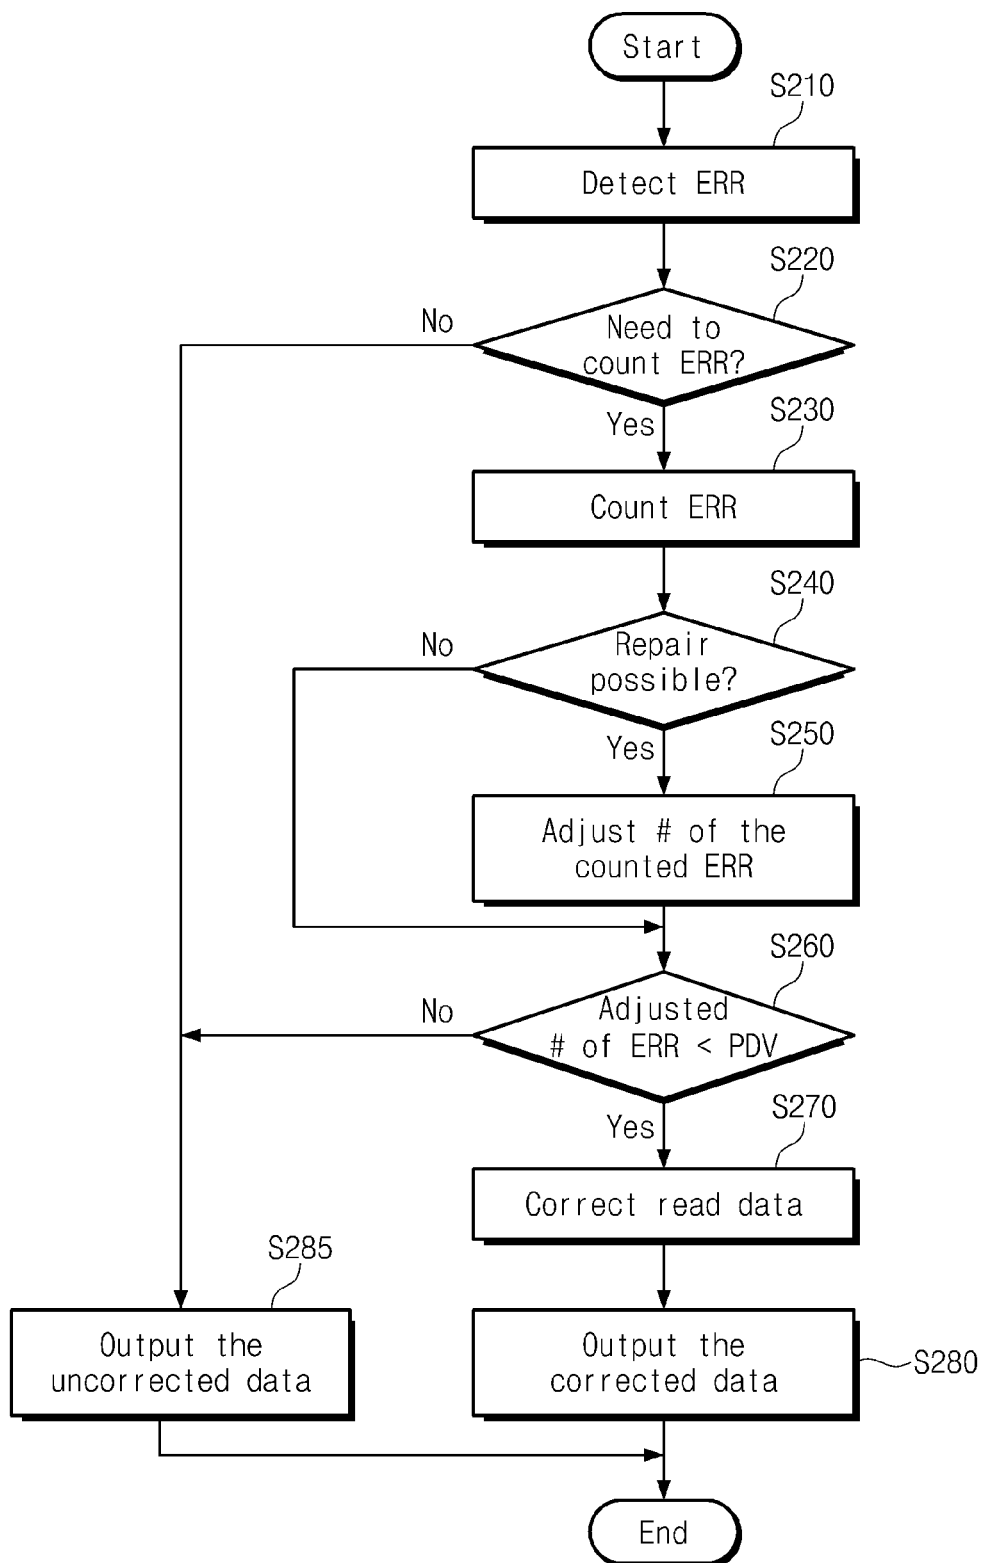 Start
S210
Detect ERR
S220
No
Need to
count ERR?
Yes
S230
Count ERR
S240
No
Repair
possible?
Yes
S250
Adjust # of the
counted ERR
S260
No
Adjusted
# of ERR < PDV
Yes
S270
Correct read data
S285
Output the
uncorrected data
Output the
corrected data
S280
End